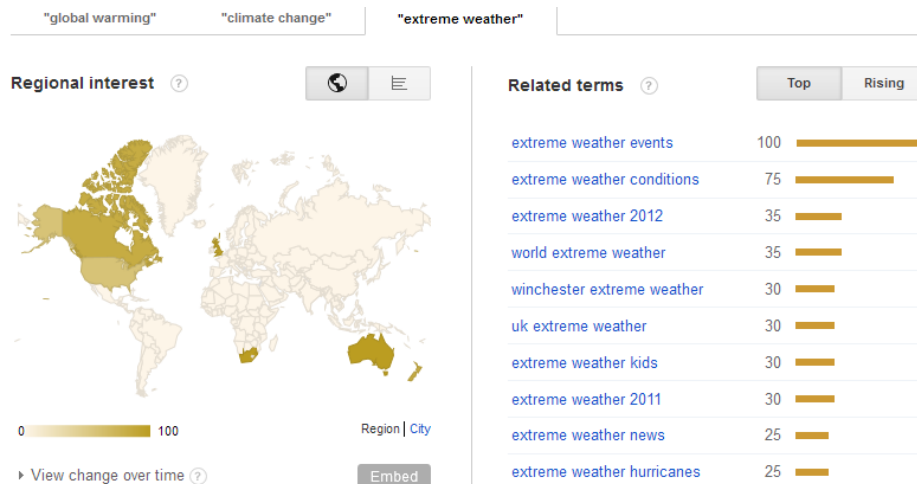 "global warming"
"climate change"
"extreme weather"
Regional interest ?
0 100
Region | City
View change over time ?
Embed
Related terms ?
Top Rising
extreme weather events 100
extreme weather conditions 75
extreme weather 2012 35
world extreme weather 35
winchester extreme weather 30
uk extreme weather 30
extreme weather kids 30
extreme weather 2011 30
extreme weather news 25
extreme weather hurricanes 25